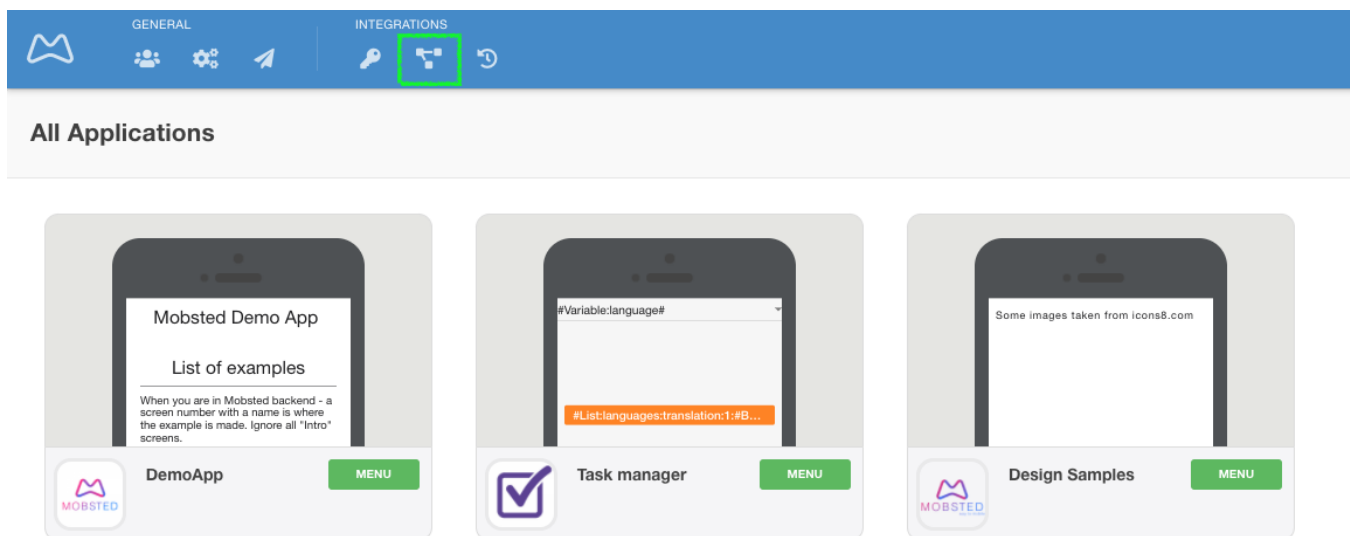 GENERAL
INTEGRATIONS
All Applications
Mobsted Demo App
List of examples
When you are in Mobsted backend - a
screen number with a name is where
the example is made. Ignore all "Intro"
screens.
MOBSTED
DemoApp
MENU
#Variable:language#
#List:languages:translation:1:#B...
Task manager
MENU
Some images taken from icons8.com
MOBSTED
Design Samples
MENU